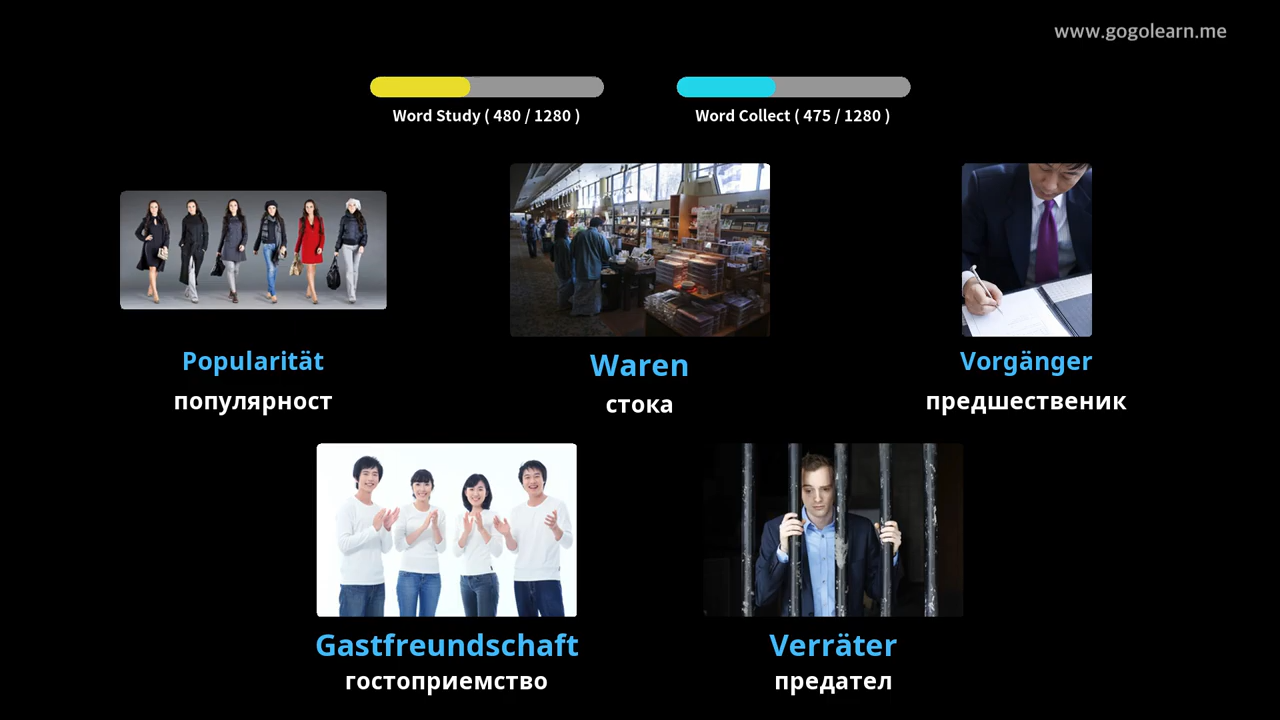 www.gogolearn.me
Word Study ( 480 / 1280 )
Word Collect ( 475 / 1280 )
Popularität
популярност
Waren
стока
Vorgänger
предшественик
Gastfreundschaft
гостоприемство
Verräter
предател